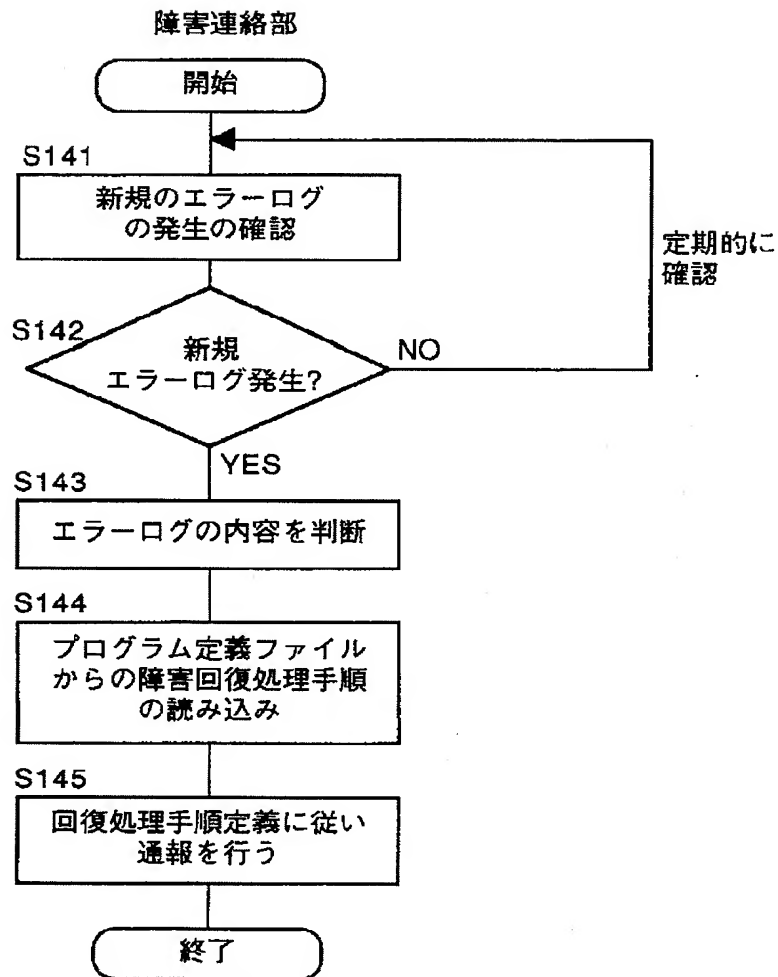 障害連絡部
開始
S141
新規のエラーログ
の発生の確認
定期的に
確認
S142
新規
エラーログ発生?
NO
YES
S143
エラーログの内容を判断
S144
プログラム定義ファイル
からの障害回復処理手順
の読み込み
S145
回復処理手順定義に従い
通報を行う
終了